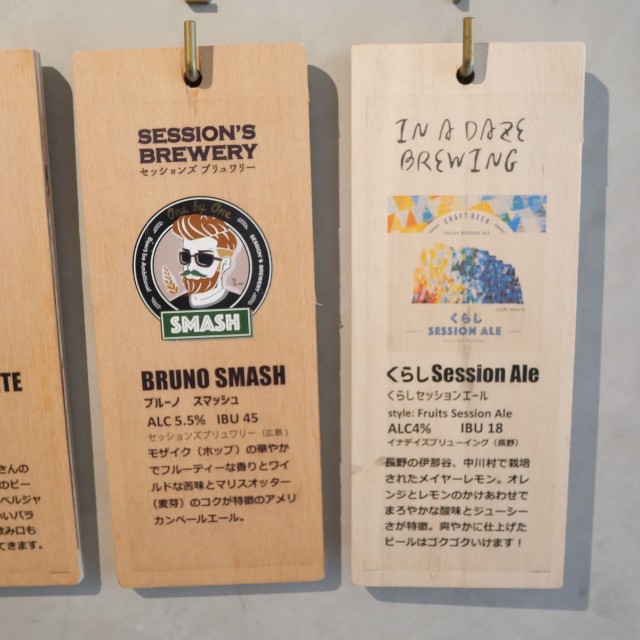 TE
さんの
のビー
ベルジャ
いいバラ
飲み口も
てきます。
SESSION'S
BREWERY
セッションズ ブリュワリー
One by One
SESSION'S BREWERY
SMASH
BRUNO SMASH
ブルーノ スマッシュ
ALC 5.5% IBU 45
セッションズブリュワリー（広島）
モザイク（ホップ）の華やか
でフルーティーな香りとワイ
ルドな苦味とマリスオッター
（麦芽）のコクが特徴のアメリ
カンペールエール。
IN A DAZE
BREWING
CRAFT BEER
くらし
SESSION ALE
くらしSession Ale
くらしセッションエール
style: Fruits Session Ale
ALC4% IBU 18
イナデイズブリューイング（長野）
長野の伊那谷、中川村で栽培
されたメイヤーレモン。オレ
ンジとレモンのかけあわせで
まろやかな酸味とジューシー
さが特徴。爽やかに仕上げた
ビールはゴクゴクいけます！